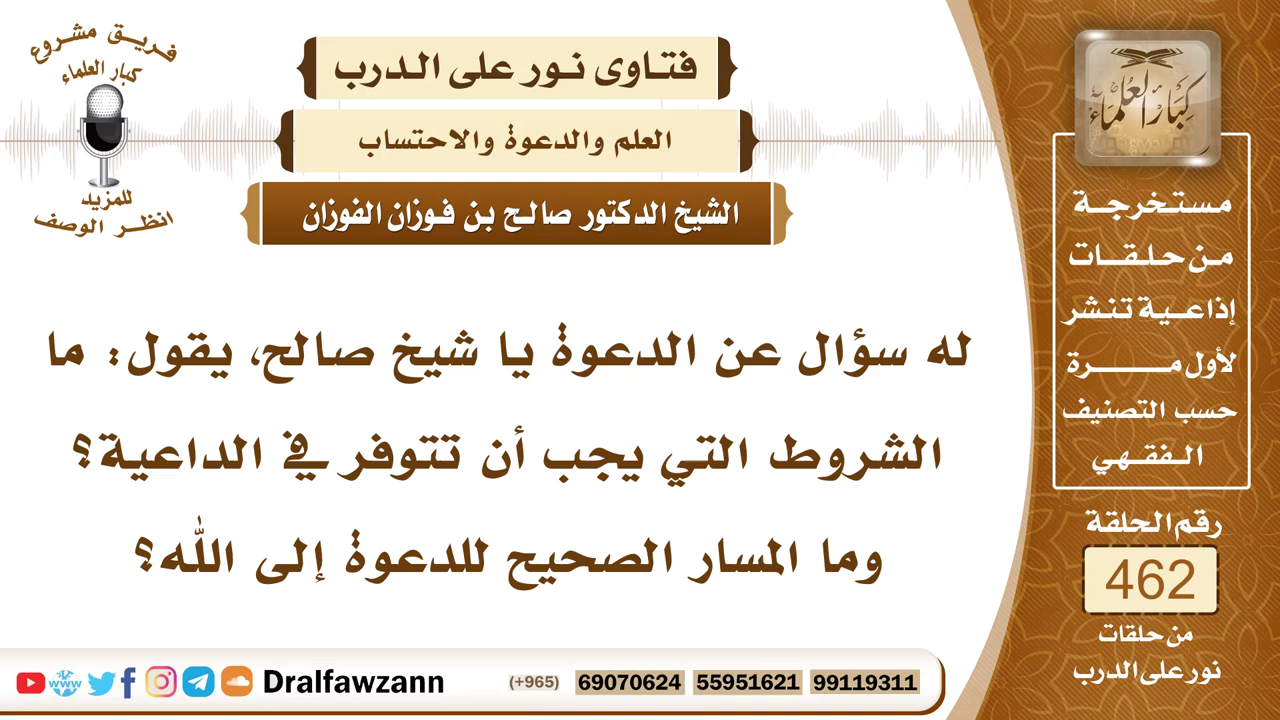 فريق مشروع
كبار العلماء
للمزيد
انظر الوصف
فتاوى نور على الدرب
العلم والدعوة والاحتساب
الشيخ الدكتور صالح بن فوزان الفوزان
له سؤال عن الدعوة يا شيخ صالح، يقول: ما
الشروط التي يجب أن تتوفر في الداعية؟
وما المسار الصحيح للدعوة إلى الله؟
كبار العلماء
مستخرجة
من حلقات
إذاعية تنشر
لأول مرة
حسب التصنيف
الفقهي
رقم الحلقة
462
من حلقات
نور على الدرب
www Dralfawzann (+965) 69070624 55951621 99119311